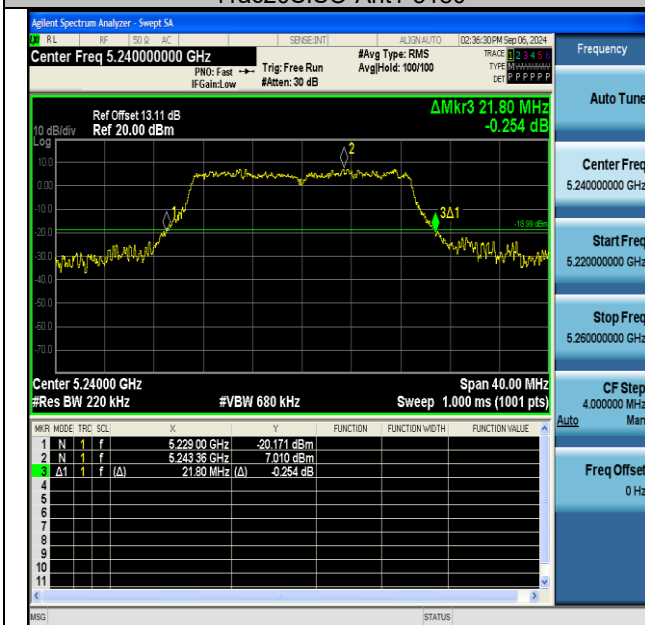 Agilent Spectrum Analyzer - Swept SA
RL RF 50 Ω AC SENSE:INT ALIGN AUTO 02:36:30 PM Sep 06, 2024
Center Freq 5.240000000 GHz
PNO: Fast
IFGain:Low
Trig: Free Run
#Atten: 30 dB
#Avg Type: RMS
Avg|Hold: 100/100
TRACE 1 2 3 4 5 6
TYPE
DET P P P P P P
Frequency
Auto Tune
Center Freq
5.240000000 GHz
Start Freq
5.220000000 GHz
Stop Freq
5.260000000 GHz
CF Step
4.000000 MHz
Auto Man
Freq Offset
0 Hz
Ref Offset 13.11 dB
10 dB/div Ref 20.00 dBm
Log
ΔMkr3 21.80 MHz
-0.254 dB
10.0
0.00
-10.0
-20.0
-30.0
-40.0
-50.0
-60.0
-70.0
1
2
3Δ1
-18.99 dBm
Center 5.24000 GHz Span 40.00 MHz
#Res BW 220 kHz #VBW 680 kHz Sweep 1.000 ms (1001 pts)
MKR MODE TRC SCL X Y FUNCTION FUNCTION WIDTH FUNCTION VALUE
1 N 1 f 5.229 00 GHz -20.171 dBm
2 N 1 f 5.243 36 GHz 7.010 dBm
3 Δ1 1 f (Δ) 21.80 MHz (Δ) -0.254 dB
4
5
6
7
8
9
10
11
MSG STATUS